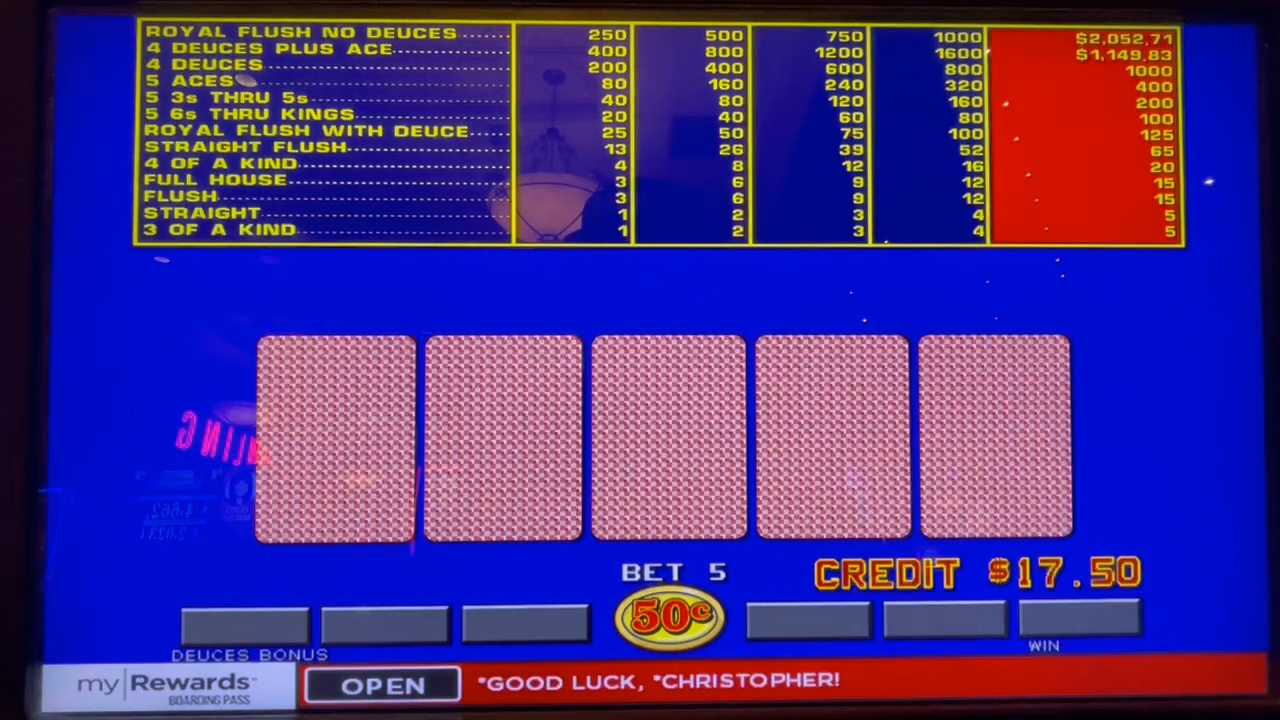 ROYAL FLUSH NO DEUCES 250 500 750 1000 $2,052,71
4 DEUCES PLUS ACE 400 800 1200 1600 $1,149,83
4 DEUCES 200 400 600 800 1000
5 ACES 80 160 240 320 400
5 3s THRU 5s 40 80 120 160 200
5 6s THRU KINGS 20 40 60 80 100
ROYAL FLUSH WITH DEUCE 25 50 75 100 125
STRAIGHT FLUSH 13 26 39 52 65
4 OF A KIND 4 8 12 16 20
FULL HOUSE 3 6 9 12 15
FLUSH 3 6 9 12 15
STRAIGHT 1 2 3 4 5
3 OF A KIND 1 2 3 4 5
BET 5
CREDIT $17.50
50¢
DEUCES BONUS
WIN
my|Rewards
BOARDING PASS
OPEN
*GOOD LUCK, *CHRISTOPHER!